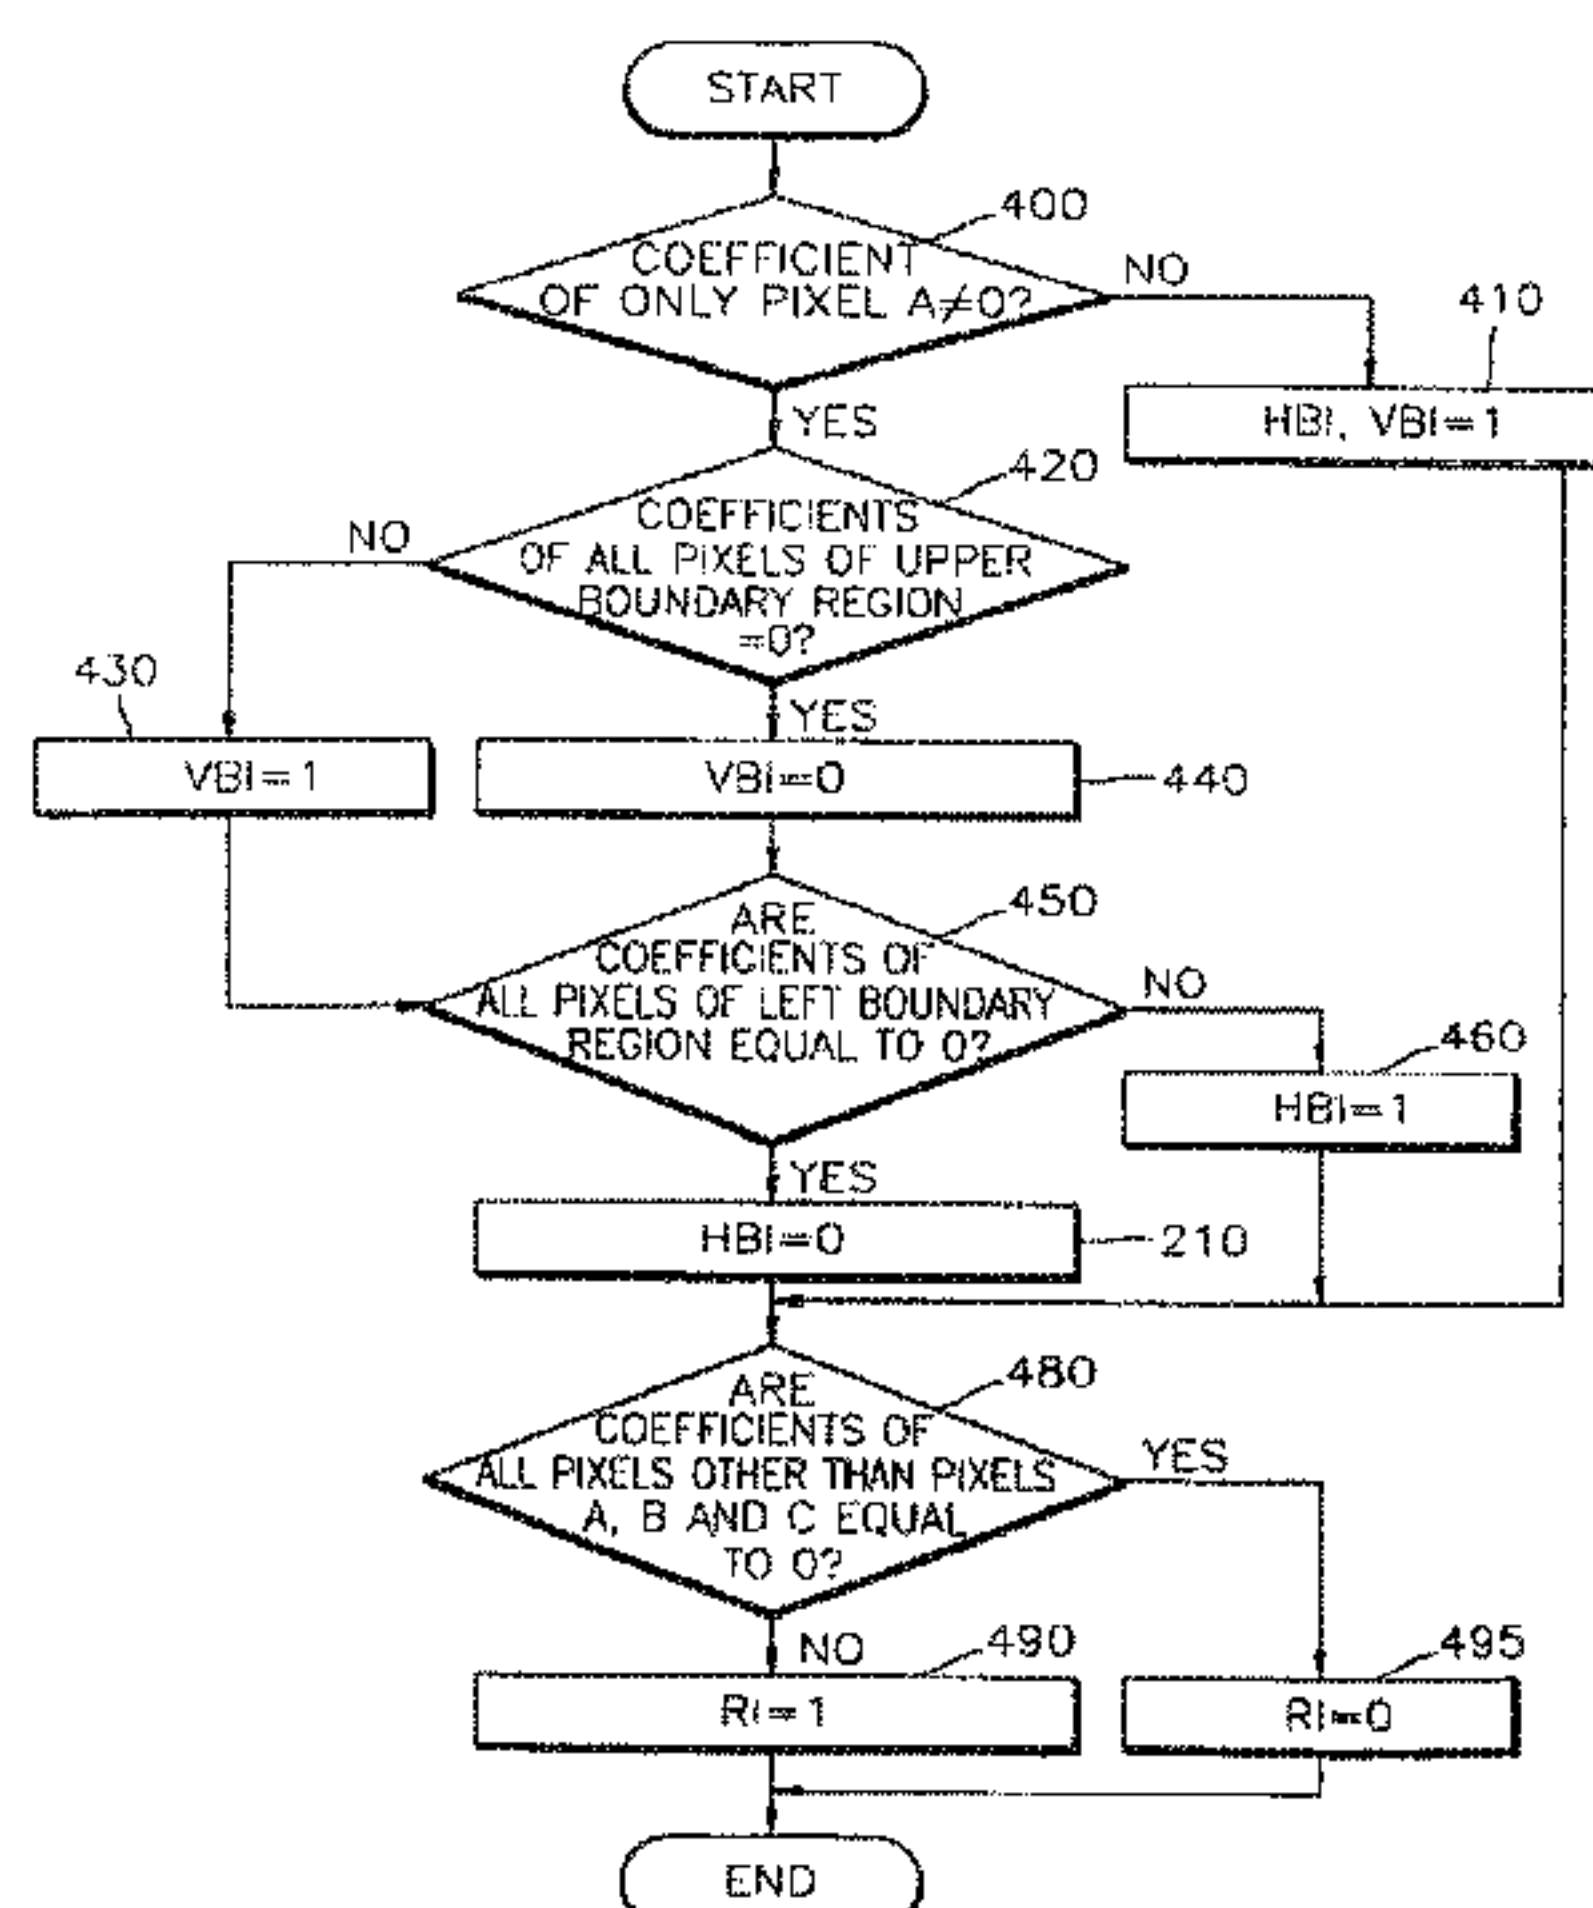 START
400
COEFFICIENT
OF ONLY PIXEL A≠0?
NO
410
HBI, VBI=1
YES
420
COEFFICIENTS
OF ALL PIXELS OF UPPER
BOUNDARY REGION
=0?
NO
430
VBI=1
YES
VBI=0
440
450
ARE
COEFFICIENTS OF
ALL PIXELS OF LEFT BOUNDARY
REGION EQUAL TO 0?
NO
460
HBI=1
YES
HBI=0
210
480
ARE
COEFFICIENTS OF
ALL PIXELS OTHER THAN PIXELS
A, B AND C EQUAL
TO 0?
YES
NO
490
RI=1
495
RI=0
END